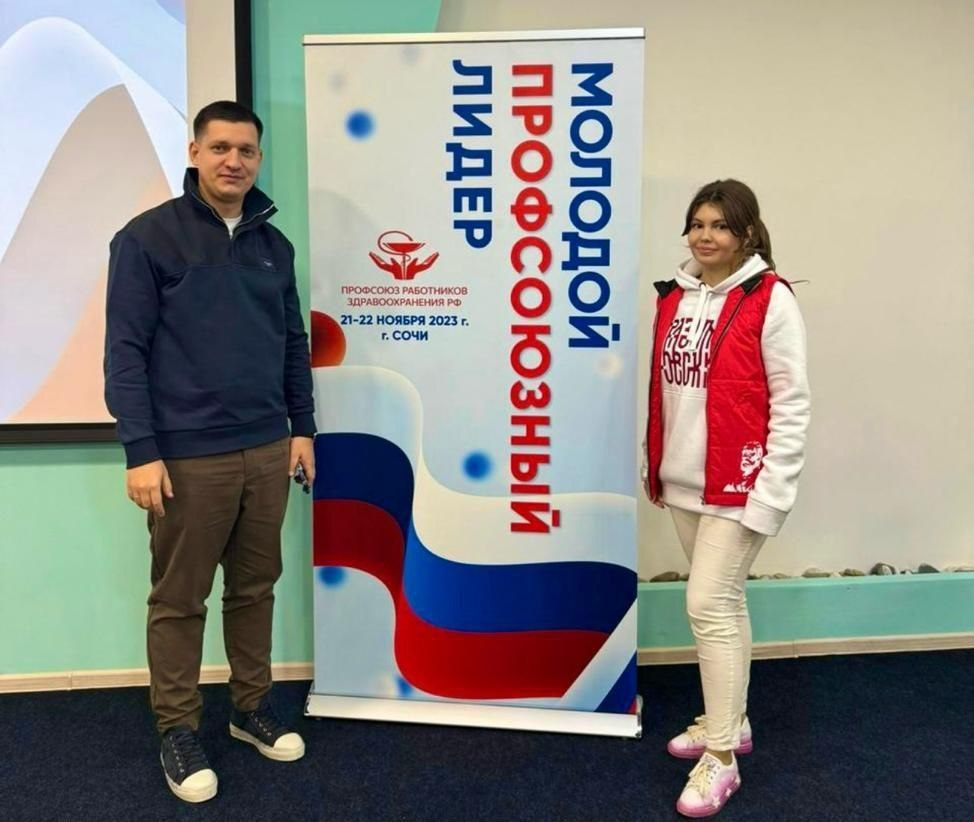 МОЛОДОЙ
ПРОФСОЮЗНЫЙ
ЛИДЕР
ПРОФСОЮЗ РАБОТНИКОВ
ЗДРАВООХРАНЕНИЯ РФ
21-22 НОЯБРЯ 2023 г.
г. СОЧИ